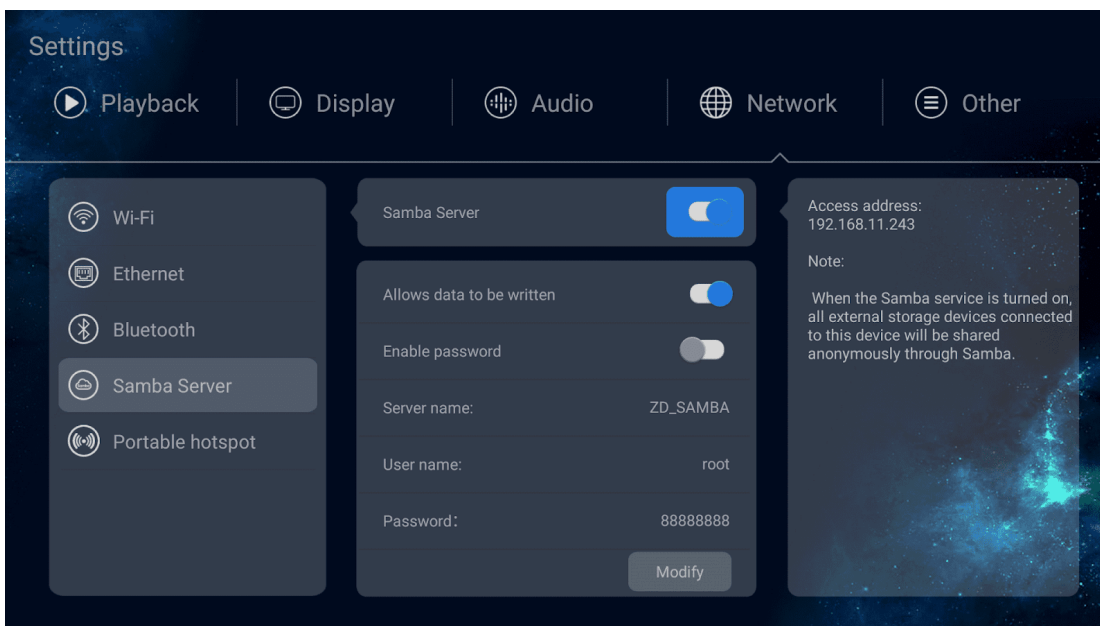 Settings
Playback
Display
Audio
Network
Other
Wi-Fi
Ethernet
Bluetooth
Samba Server
Portable hotspot
Samba Server
Allows data to be written
Enable password
Server name: ZD_SAMBA
User name: root
Password: 88888888
Modify
Access address:
192.168.11.243
Note:
When the Samba service is turned on,
all external storage devices connected
to this device will be shared
anonymously through Samba.